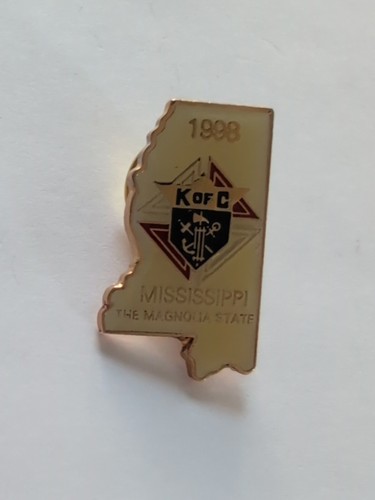 1998
K OF C
MISSISSIPPI
THE MAGNOLIA STATE